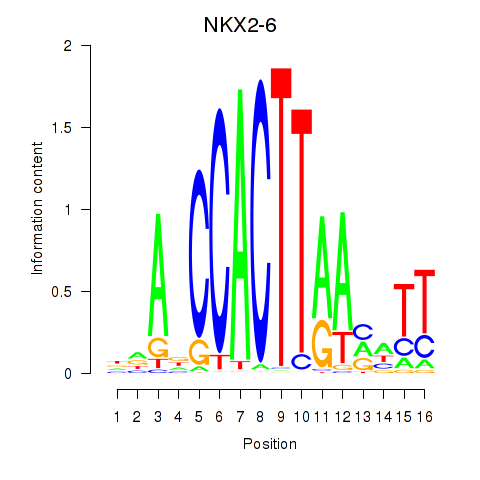 NKX2-6
2
1.5
1
0.5
0
Information content
1 2 3 4 5 6 7 8 9 10 11 12 13 14 15 16
Position
A C C A C T T A A C A T T
G G C G T A C C
T T T T A A